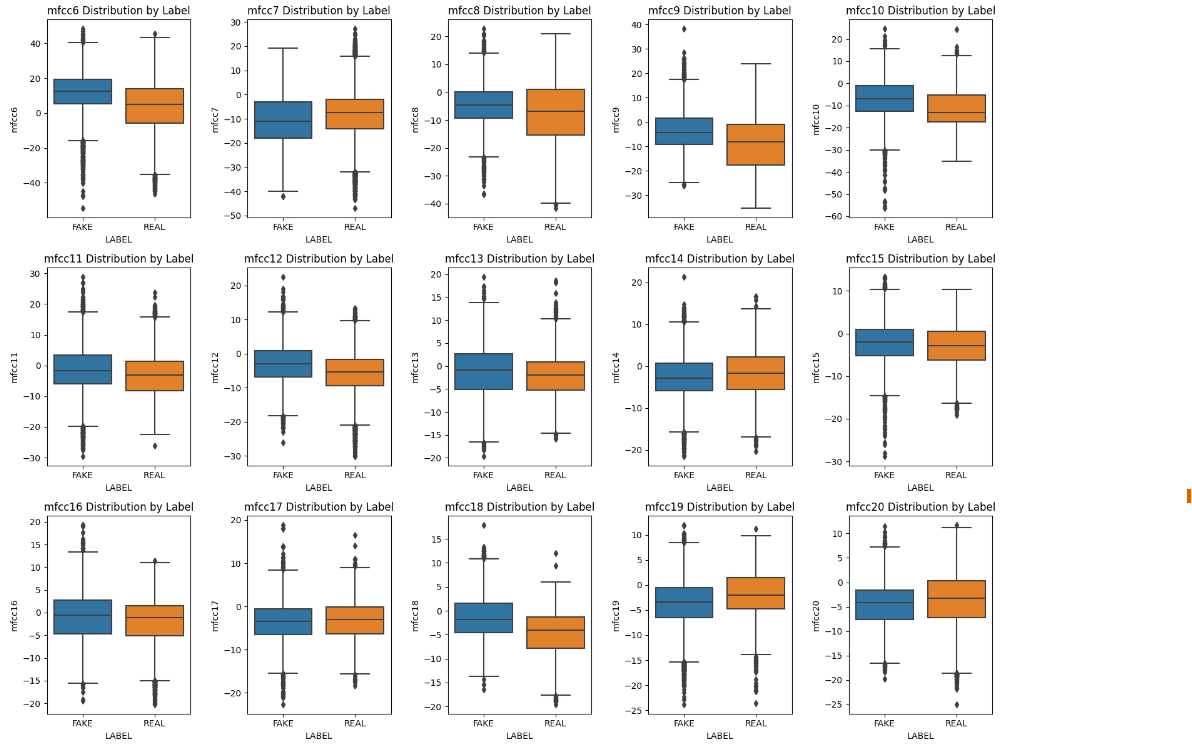 mfcc6 Distribution by Label
mfcc7 Distribution by Label
mfcc8 Distribution by Label
mfcc9 Distribution by Label
mfcc10 Distribution by Label
mfcc6
40
20
0
−20
−40
FAKE
REAL
LABEL
mfcc7
30
20
10
0
−10
−20
−30
−40
−50
FAKE
REAL
LABEL
mfcc8
20
10
0
−10
−20
−30
−40
FAKE
REAL
LABEL
mfcc9
40
30
20
10
0
−10
−20
−30
FAKE
REAL
LABEL
mfcc10
20
10
0
−10
−20
−30
−40
−50
−60
FAKE
REAL
LABEL
mfcc11 Distribution by Label
mfcc12 Distribution by Label
mfcc13 Distribution by Label
mfcc14 Distribution by Label
mfcc15 Distribution by Label
mfcc11
30
20
10
0
−10
−20
−30
FAKE
REAL
LABEL
mfcc12
20
10
0
−10
−20
−30
FAKE
REAL
LABEL
mfcc13
20
15
10
5
0
−5
−10
−15
−20
FAKE
REAL
LABEL
mfcc14
20
10
0
−10
−20
FAKE
REAL
LABEL
mfcc15
10
0
−10
−20
−30
FAKE
REAL
LABEL
mfcc16 Distribution by Label
mfcc17 Distribution by Label
mfcc18 Distribution by Label
mfcc19 Distribution by Label
mfcc20 Distribution by Label
mfcc16
20
15
10
5
0
−5
−10
−15
−20
FAKE
REAL
LABEL
mfcc17
20
10
0
−10
−20
FAKE
REAL
LABEL
mfcc18
15
10
5
0
−5
−10
−15
−20
FAKE
REAL
LABEL
mfcc19
10
5
0
−5
−10
−15
−20
−25
FAKE
REAL
LABEL
mfcc20
10
5
0
−5
−10
−15
−20
−25
FAKE
REAL
LABEL